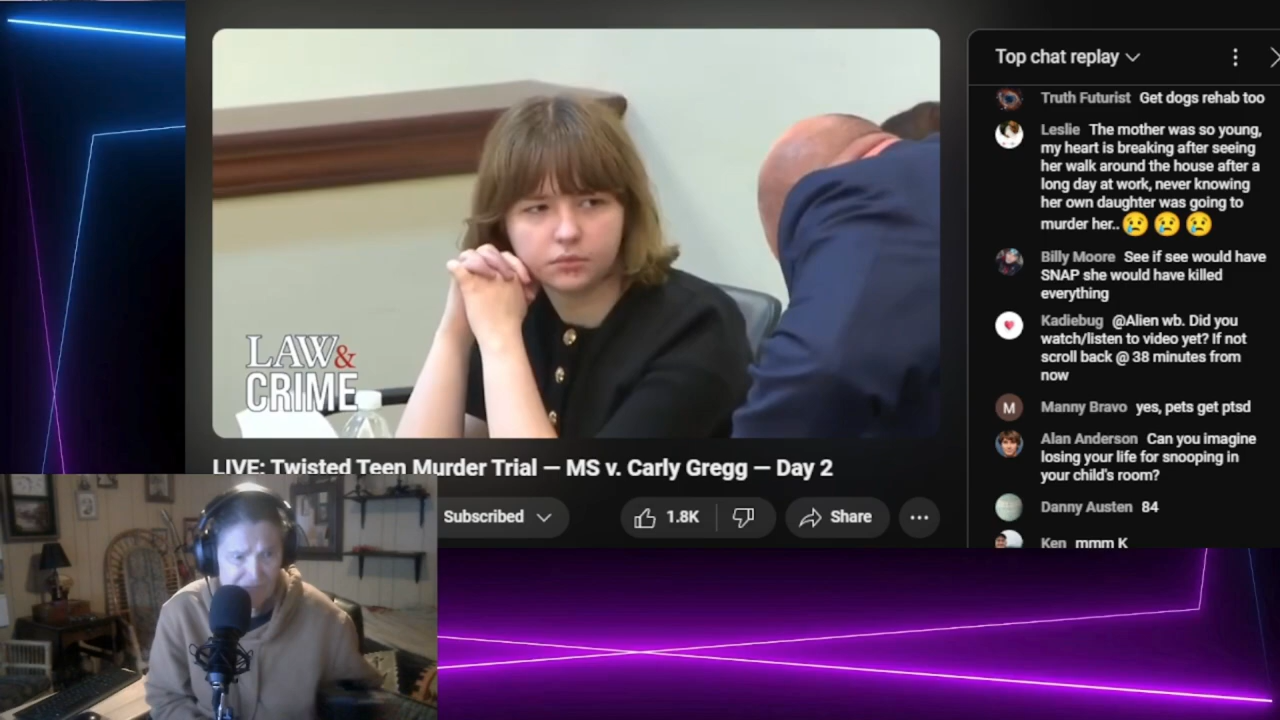 Top chat replay
Truth Futurist Get dogs rehab too
Leslie The mother was so young,
my heart is breaking after seeing
her walk around the house after a
long day at work, never knowing
her own daughter was going to
murder her.. 😢 😢 😢
Billy Moore See if see would have
SNAP she would have killed
everything
Kadiebug @Alien wb. Did you
watch/listen to video yet? If not
scroll back @ 38 minutes from
now
M Manny Bravo yes, pets get ptsd
Alan Anderson Can you imagine
losing your life for snooping in
your child's room?
Danny Austen 84
Ken mmm K
LAW&
CRIME
LIVE: Twisted Teen Murder Trial — MS v. Carly Gregg — Day 2
Subscribed
1.8K
Share